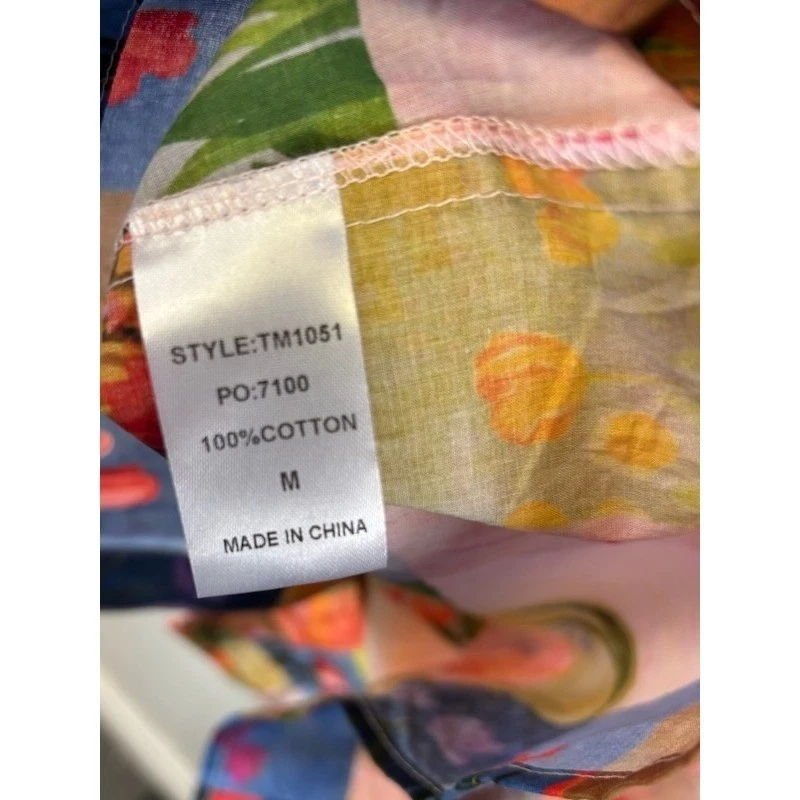 STYLE:TM1051
PO:7100
100%COTTON
M
MADE IN CHINA